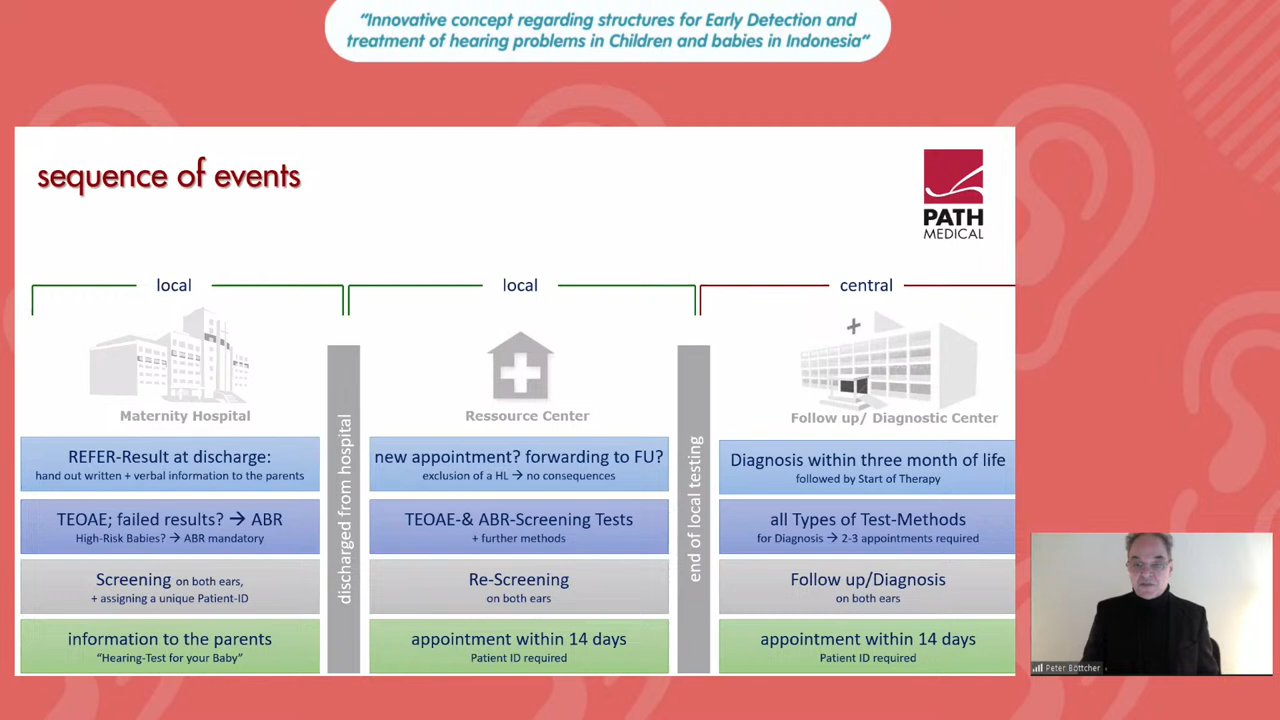 “Innovative concept regarding structures for Early Detection and
treatment of hearing problems in Children and babies in Indonesia“
sequence of events
PATH
MEDICAL
local
local
central
Maternity Hospital
Ressource Center
Follow up/ Diagnostic Center
REFER-Result at discharge:
hand out written + verbal information to the parents
TEOAE; failed results? → ABR
High-Risk Babies? → ABR mandatory
Screening on both ears,
+ assigning a unique Patient-ID
information to the parents
“Hearing-Test for your Baby”
discharged from hospital
new appointment? forwarding to FU?
exclusion of a HL → no consequences
TEOAE-& ABR-Screening Tests
+ further methods
Re-Screening
on both ears
appointment within 14 days
Patient ID required
end of local testing
Diagnosis within three month of life
followed by Start of Therapy
all Types of Test-Methods
for Diagnosis → 2-3 appointments required
Follow up/Diagnosis
on both ears
appointment within 14 days
Patient ID required
Peter Böttcher